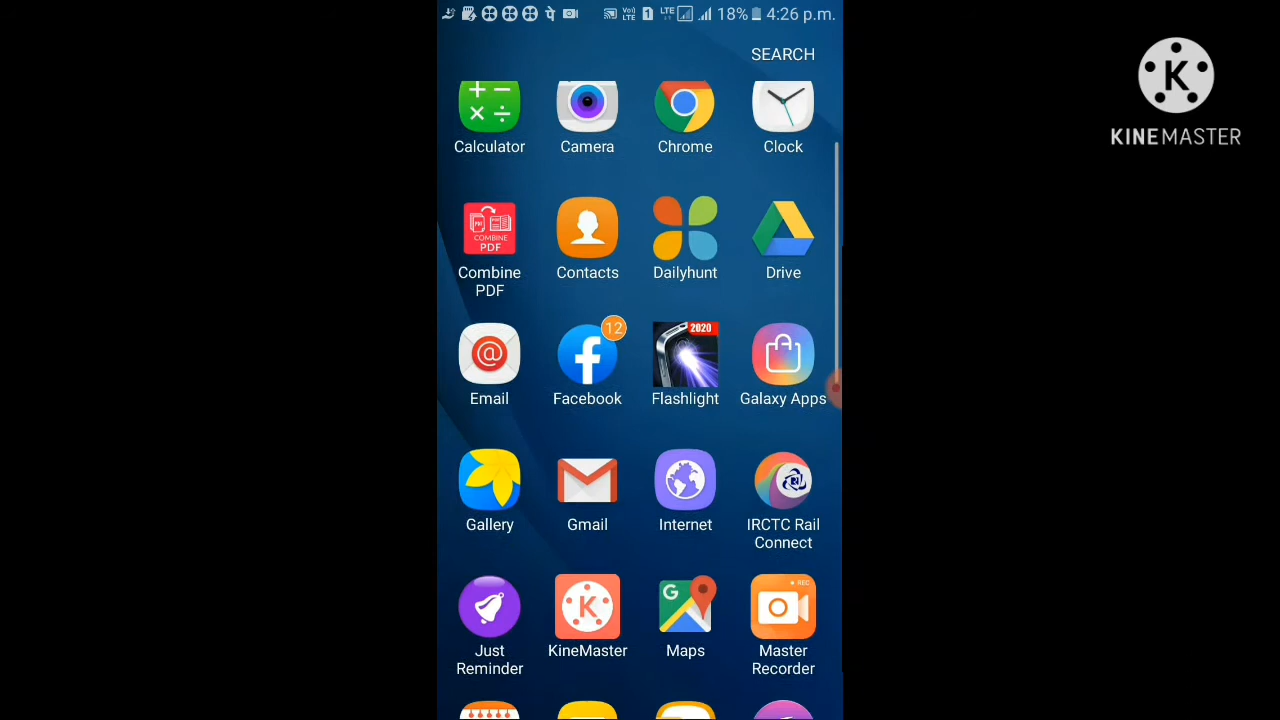 18% 4:26 p.m.
SEARCH
K
KINEMASTER
Calculator Camera Chrome Clock
COMBINE
PDF
Combine PDF
Contacts Dailyhunt Drive
12
2020
Email Facebook Flashlight Galaxy Apps
Gallery Gmail Internet IRCTC Rail Connect
G
REC
K
Just Reminder
KineMaster Maps Master Recorder